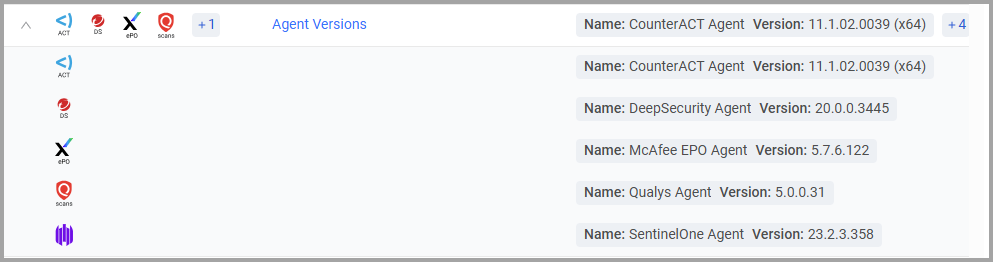 ACT DS ePO scans +1 Agent Versions Name: CounterACT Agent Version: 11.1.02.0039 (x64) +4
ACT Name: CounterACT Agent Version: 11.1.02.0039 (x64)
DS Name: DeepSecurity Agent Version: 20.0.0.3445
ePO Name: McAfee EPO Agent Version: 5.7.6.122
scans Name: Qualys Agent Version: 5.0.0.31
Name: SentinelOne Agent Version: 23.2.3.358